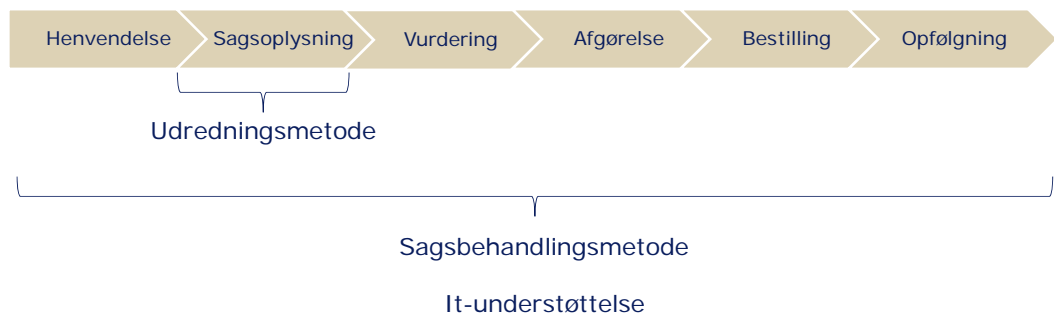 Henvendelse Sagsoplysning Vurdering Afgørelse Bestilling Opfølgning
Udredningsmetode
Sagsbehandlingsmetode
It-understøttelse